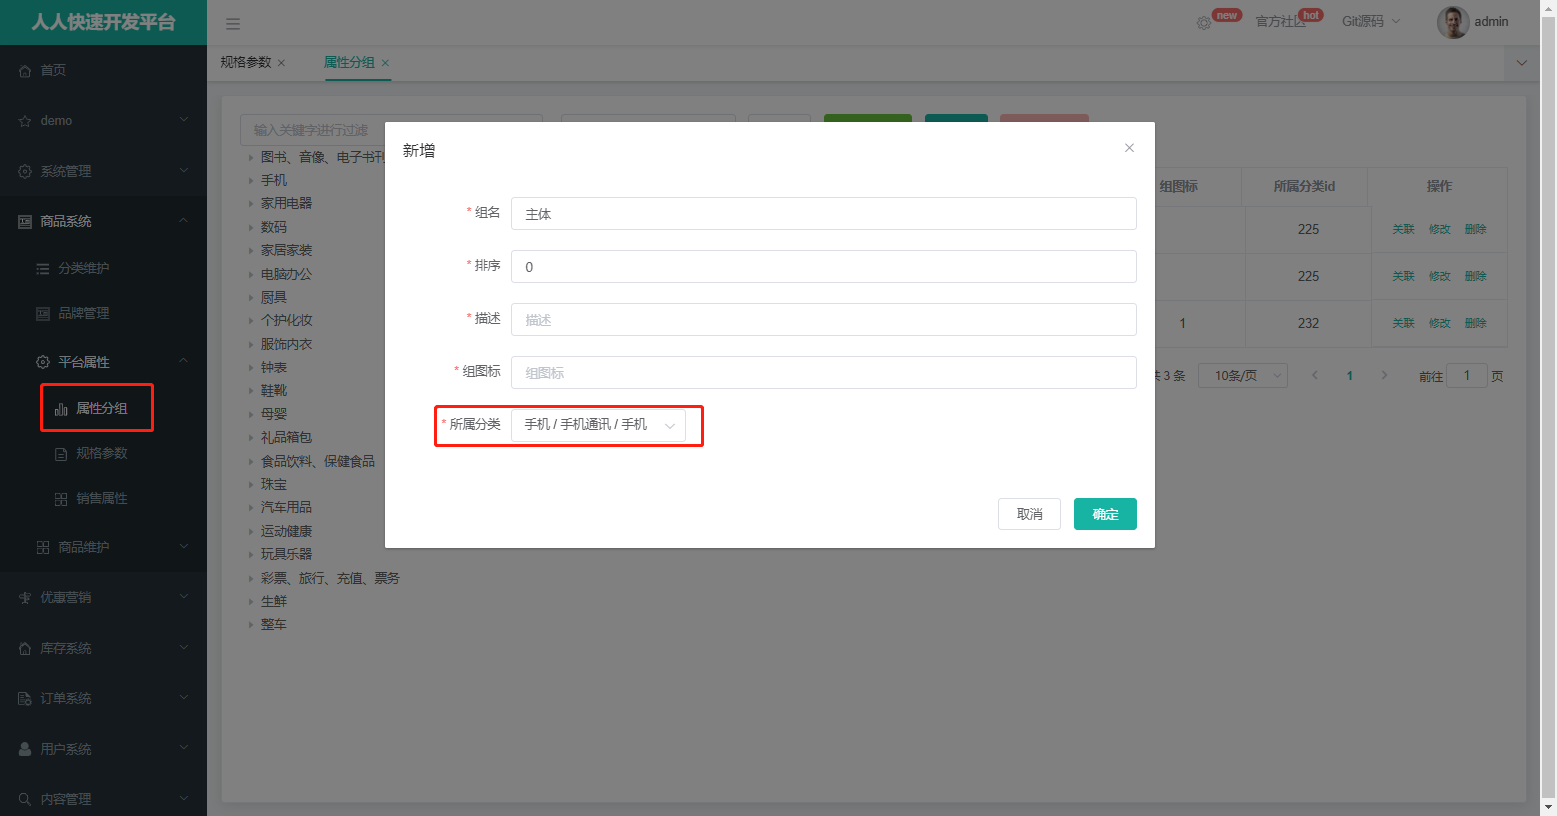 人人快速开发平台
new
官方社区
hot
Git源码
admin
首页
demo
系统管理
商品系统
分类维护
品牌管理
平台属性
属性分组
规格参数
销售属性
商品维护
优惠营销
库存系统
订单系统
用户系统
内容管理
规格参数
属性分组
输入关键字进行过滤
图书、音像、电子书刊
手机
家用电器
数码
家居家装
电脑办公
厨具
个护化妆
服饰内衣
钟表
鞋靴
母婴
礼品箱包
食品饮料、保健食品
珠宝
汽车用品
运动健康
玩具乐器
彩票、旅行、充值、票务
生鲜
整车
新增
* 组名 主体
* 排序 0
* 描述 描述
* 组图标 组图标
* 所属分类 手机 / 手机通讯 / 手机
取消 确定
组图标 所属分类id 操作
225 关联 修改 删除
225 关联 修改 删除
1 232 关联 修改 删除
共 3 条 10条/页 1 前往 1 页